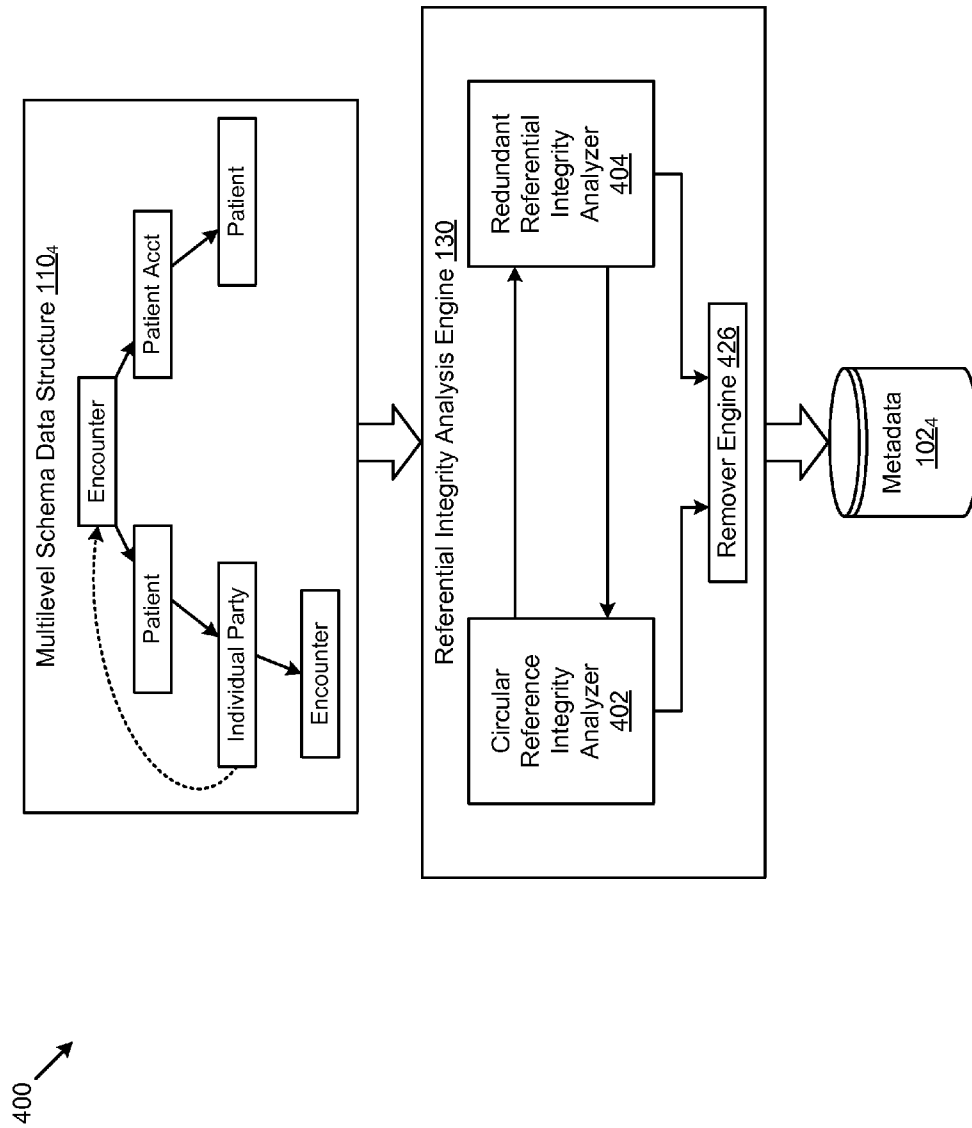 400
Multilevel Schema Data Structure 110₄
Encounter
Patient
Patient Acct
Individual Party
Patient
Encounter
Referential Integrity Analysis Engine 130
Circular
Reference
Integrity
Analyzer
402
Redundant
Referential
Integrity
Analyzer
404
Remover Engine 426
Metadata
102₄